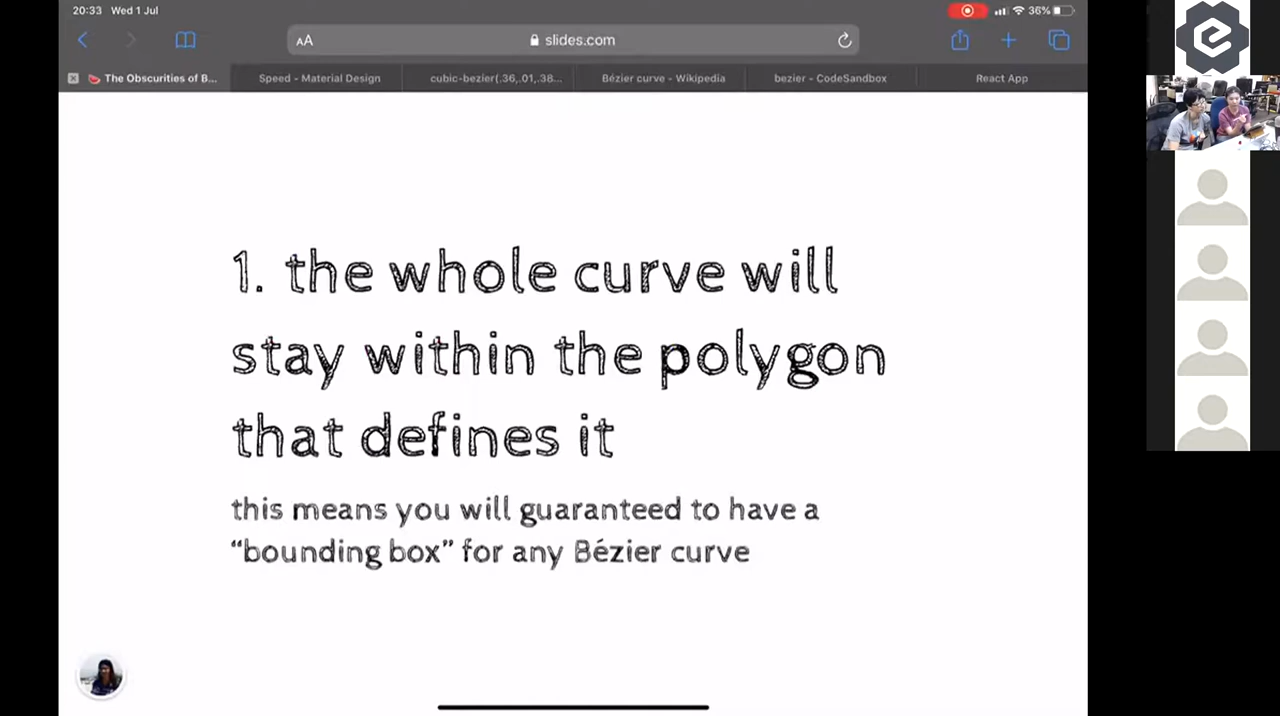 20:33 Wed 1 Jul
36%
AA slides.com
The Obscurities of B... Speed - Material Design cubic-bezier(.36,.01,.38... Bézier curve - Wikipedia bezier - CodeSandbox React App
1. the whole curve will
stay within the polygon
that defines it
this means you will guaranteed to have a
“bounding box” for any Bézier curve